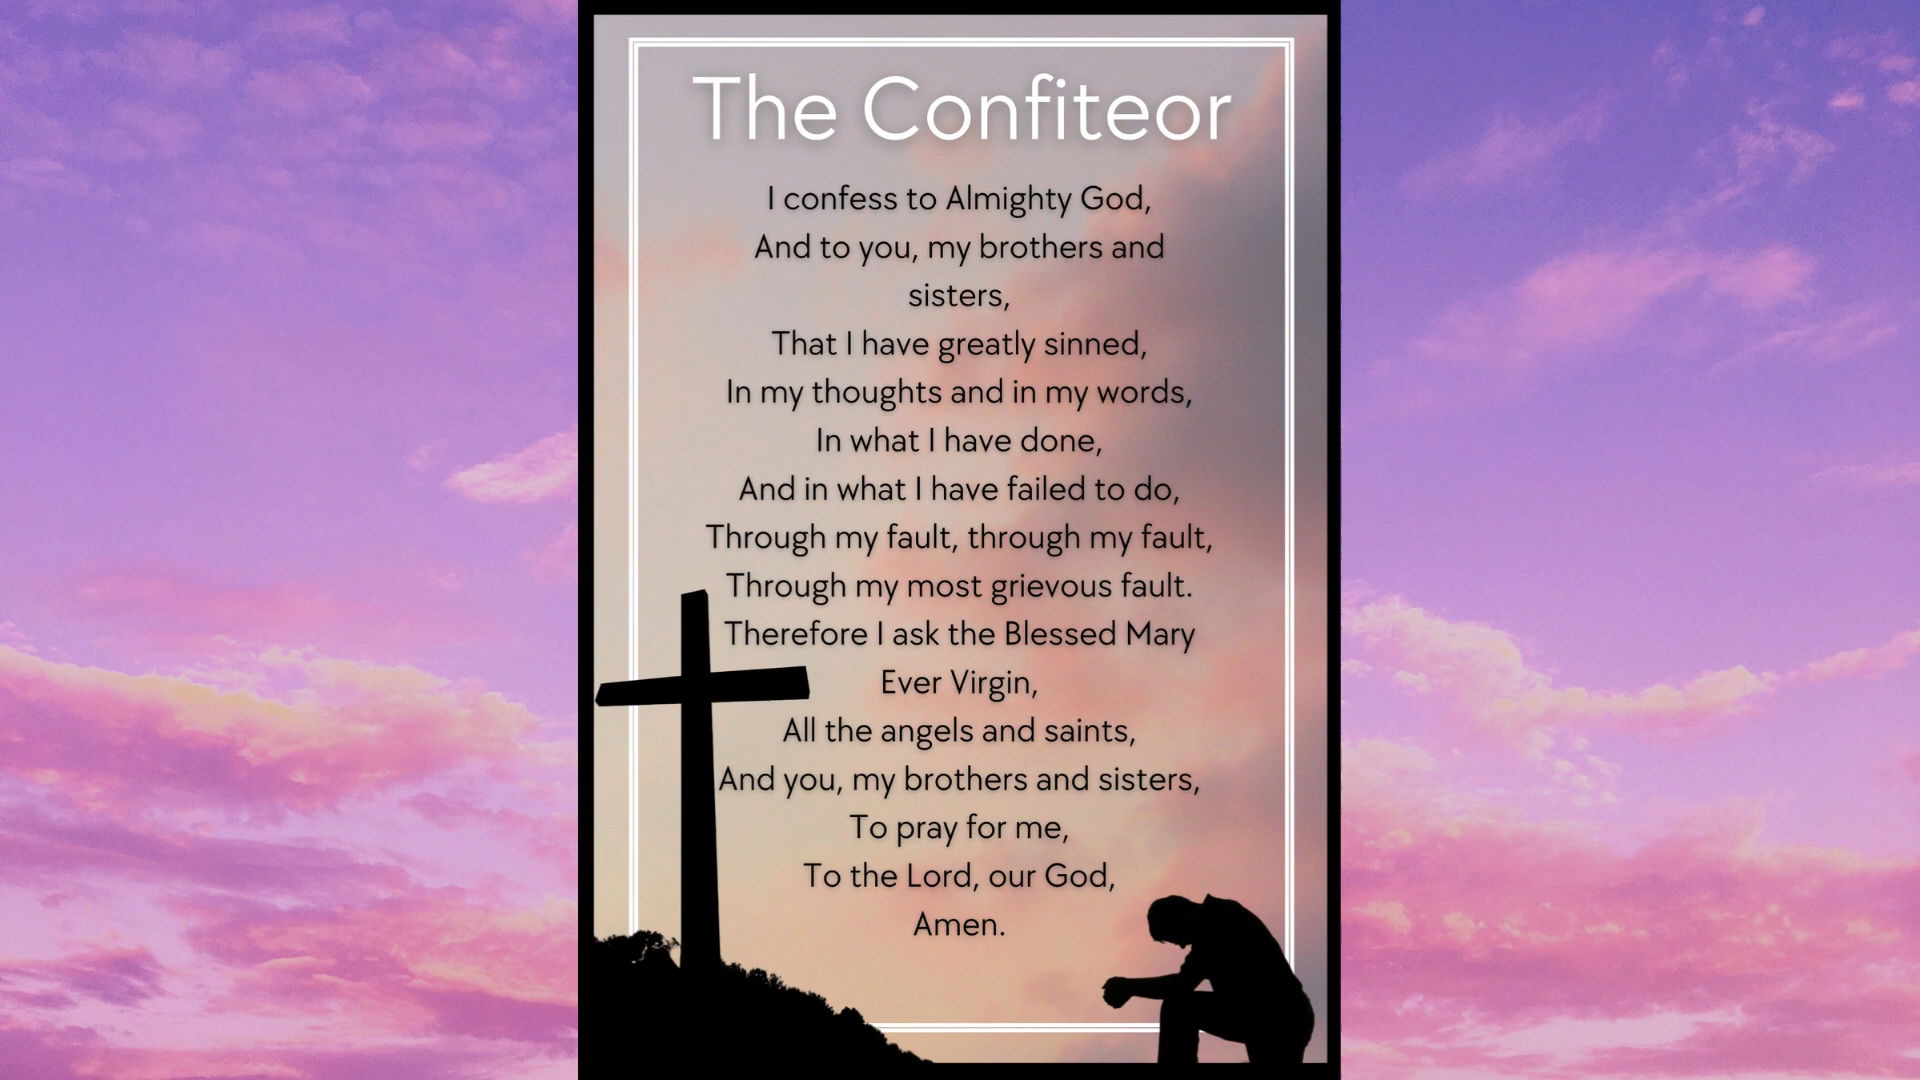 The Confiteor
I confess to Almighty God,
And to you, my brothers and
sisters,
That I have greatly sinned,
In my thoughts and in my words,
In what I have done,
And in what I have failed to do,
Through my fault, through my fault,
Through my most grievous fault.
Therefore I ask the Blessed Mary
Ever Virgin,
All the angels and saints,
And you, my brothers and sisters,
To pray for me,
To the Lord, our God,
Amen.